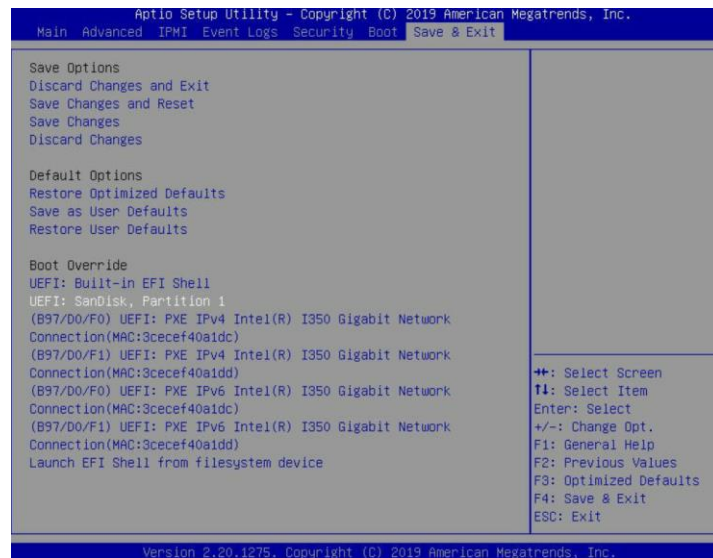 Aptio Setup Utility – Copyright (C) 2019 American Megatrends, Inc.
Main Advanced IPMI Event Logs Security Boot Save & Exit
Save Options
Discard Changes and Exit
Save Changes and Reset
Save Changes
Discard Changes
Default Options
Restore Optimized Defaults
Save as User Defaults
Restore User Defaults
Boot Override
UEFI: Built-in EFI Shell
UEFI: SanDisk, Partition 1
(B97/D0/F0) UEFI: PXE IPv4 Intel(R) I350 Gigabit Network
Connection(MAC:3cecef40a1dc)
(B97/D0/F1) UEFI: PXE IPv4 Intel(R) I350 Gigabit Network
Connection(MAC:3cecef40a1dd)
(B97/D0/F0) UEFI: PXE IPv6 Intel(R) I350 Gigabit Network
Connection(MAC:3cecef40a1dc)
(B97/D0/F1) UEFI: PXE IPv6 Intel(R) I350 Gigabit Network
Connection(MAC:3cecef40a1dd)
Launch EFI Shell from filesystem device
→←: Select Screen
↑↓: Select Item
Enter: Select
+/-: Change Opt.
F1: General Help
F2: Previous Values
F3: Optimized Defaults
F4: Save & Exit
ESC: Exit
Version 2.20.1275. Copyright (C) 2019 American Megatrends, Inc.